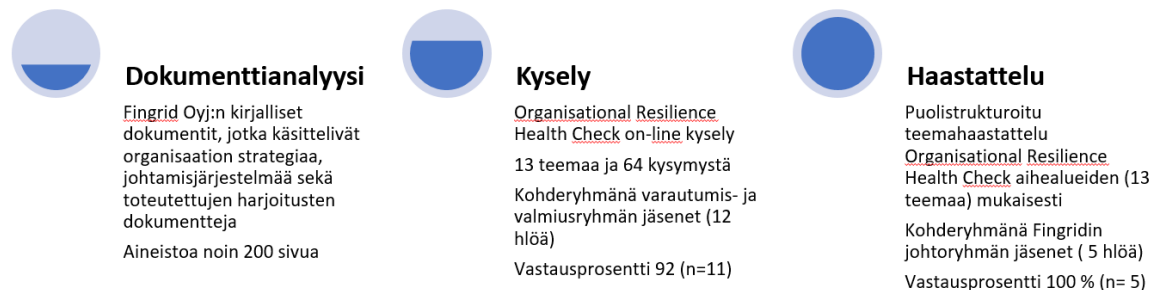 Dokumenttianalyysi
Fingrid Oyj:n kirjalliset
dokumentit, jotka käsittelivät
organisaation strategiaa,
johtamisjärjestelmää sekä
toteutettujen harjoitusten
dokumentteja
Aineistoa noin 200 sivua
Kysely
Organisational Resilience
Health Check on-line kysely
13 teemaa ja 64 kysymystä
Kohderyhmänä varautumis- ja
valmiusryhmän jäsenet (12
hlöä)
Vastausprosentti 92 (n=11)
Haastattelu
Puolistrukturoitu
teemahaastattelu
Organisational Resilience
Health Check aihealueiden (13
teemaa) mukaisesti
Kohderyhmänä Fingridin
johtoryhmän jäsenet ( 5 hlöä)
Vastausprosentti 100 % (n= 5)